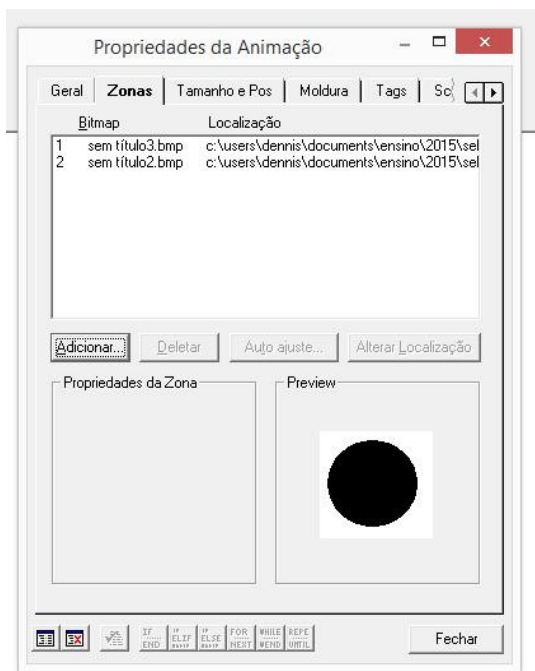 Propriedades da Animação
Geral Zonas Tamanho e Pos Moldura Tags Sc
Bitmap Localização
1 sem título3.bmp c:\users\dennis\documents\ensino\2015\sel
2 sem título2.bmp c:\users\dennis\documents\ensino\2015\sel
Adicionar... Deletar Auto ajuste... Alterar Localização
Propriedades da Zona Preview
IF END ELIF ELSE FOR NEXT WHILE WEND REPE UNTIL Fechar